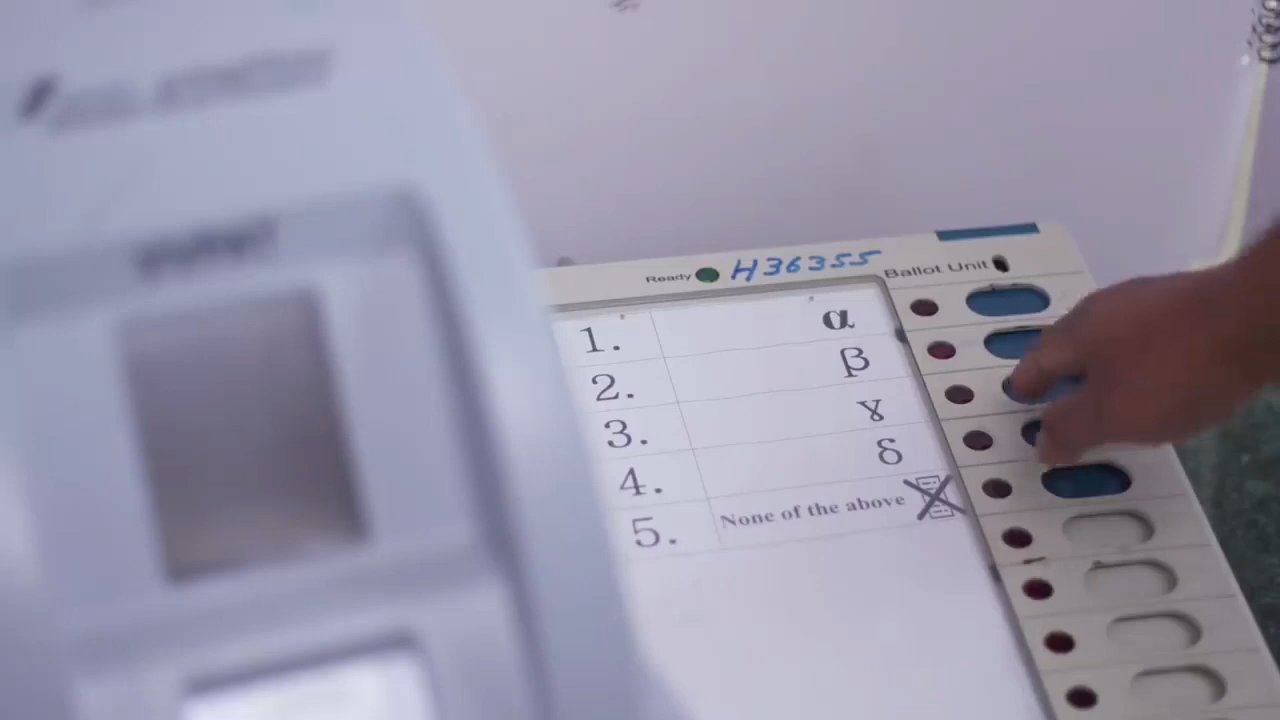 Ready H36355 Ballot Unit
1. α
2. β
3. γ
4. δ
5. None of the above